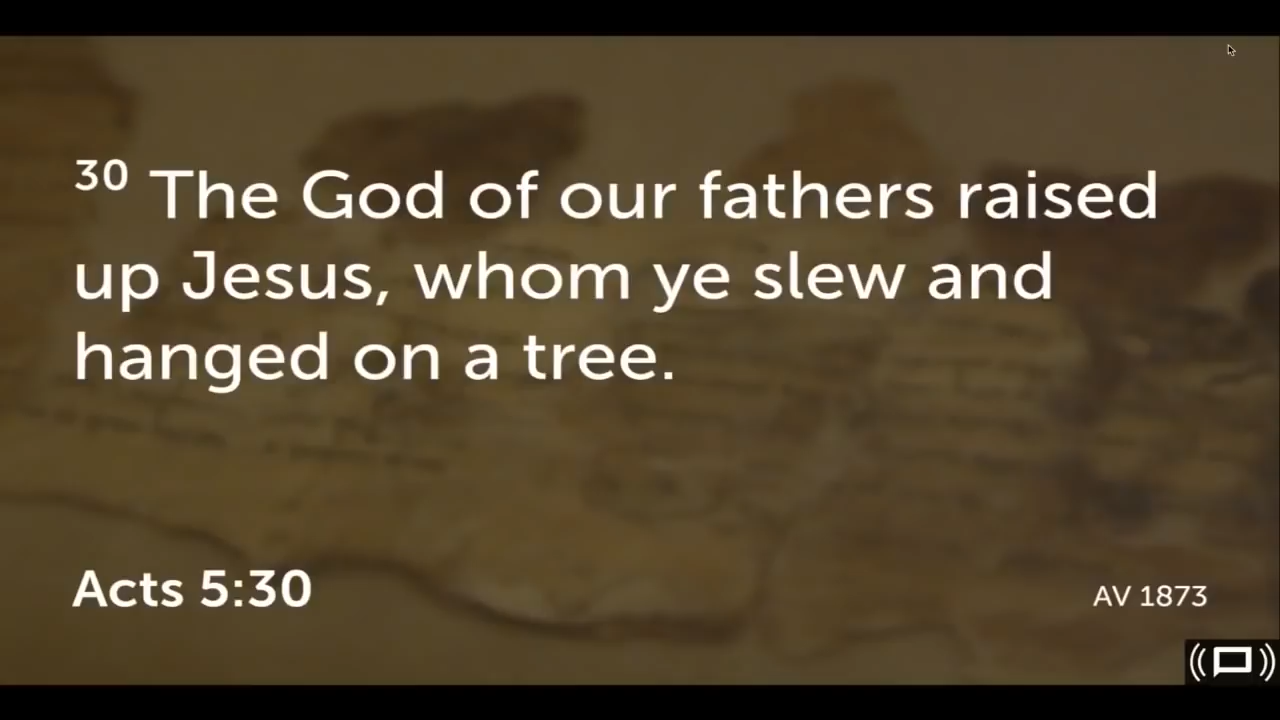 30 The God of our fathers raised
up Jesus, whom ye slew and
hanged on a tree.
Acts 5:30
AV 1873